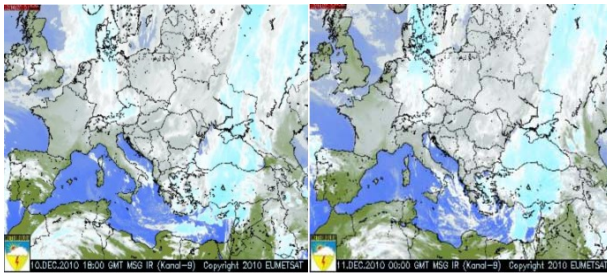 10.DEC.2010 18:00 GMT MSG IR (Kanal-9) Copyright 2010 EUMETSAT
11.DEC.2010 00:00 GMT MSG IR (Kanal-9) Copyright 2010 EUMETSAT